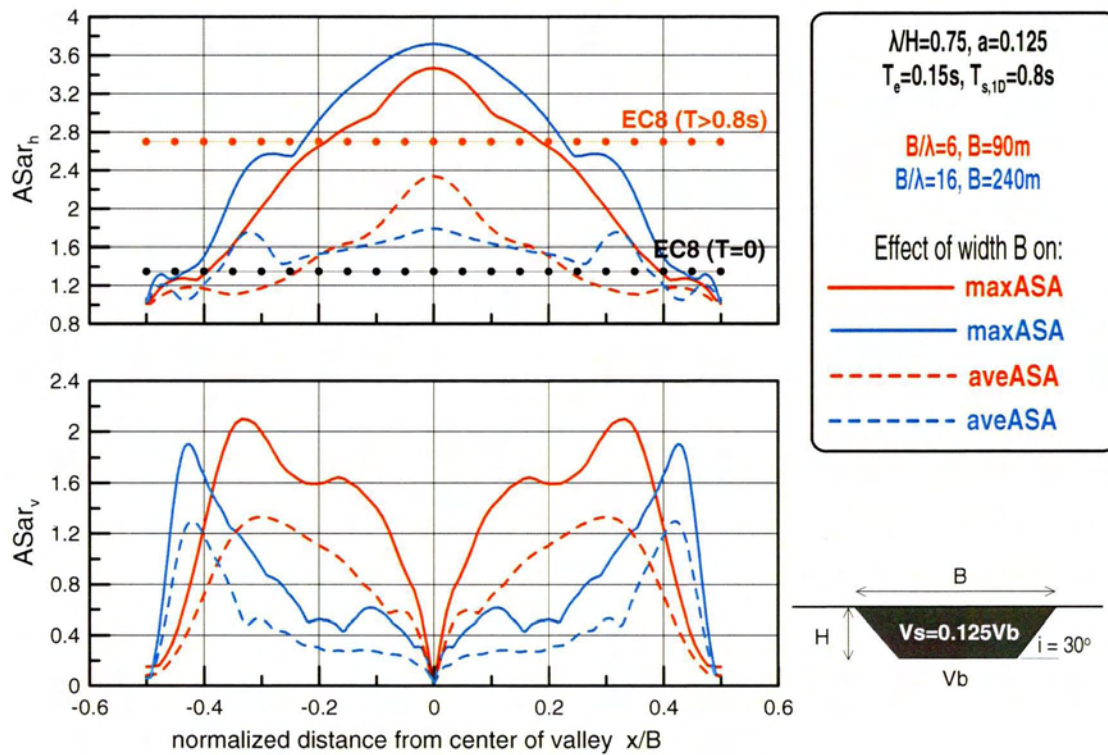 4
3.6
3.2
2.8
2.4
2
1.6
1.2
0.8
ASar_h
EC8 (T>0.8s)
EC8 (T=0)
λ/H=0.75, a=0.125
T_e=0.15s, T_s,1D=0.8s
B/λ=6, B=90m
B/λ=16, B=240m
Effect of width B on:
maxASA
maxASA
aveASA
aveASA
2.4
2
1.6
1.2
0.8
0.4
0
ASar_v
-0.6 -0.4 -0.2 0 0.2 0.4 0.6
normalized distance from center of valley x/B
B
H
Vs=0.125Vb
i = 30º
Vb